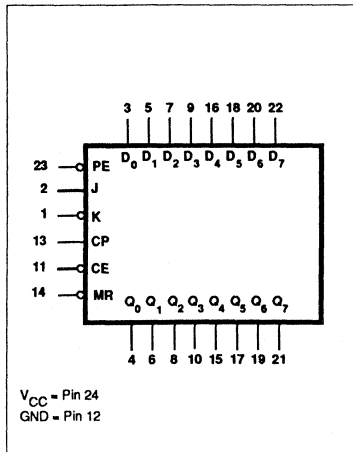 3 5 7 9 16 18 20 22
D0 D1 D2 D3 D4 D5 D6 D7
23 PE
2 J
1 K
13 CP
11 CE
14 MR
Q0 Q1 Q2 Q3 Q4 Q5 Q6 Q7
4 6 8 10 15 17 19 21
VCC = Pin 24
GND = Pin 12